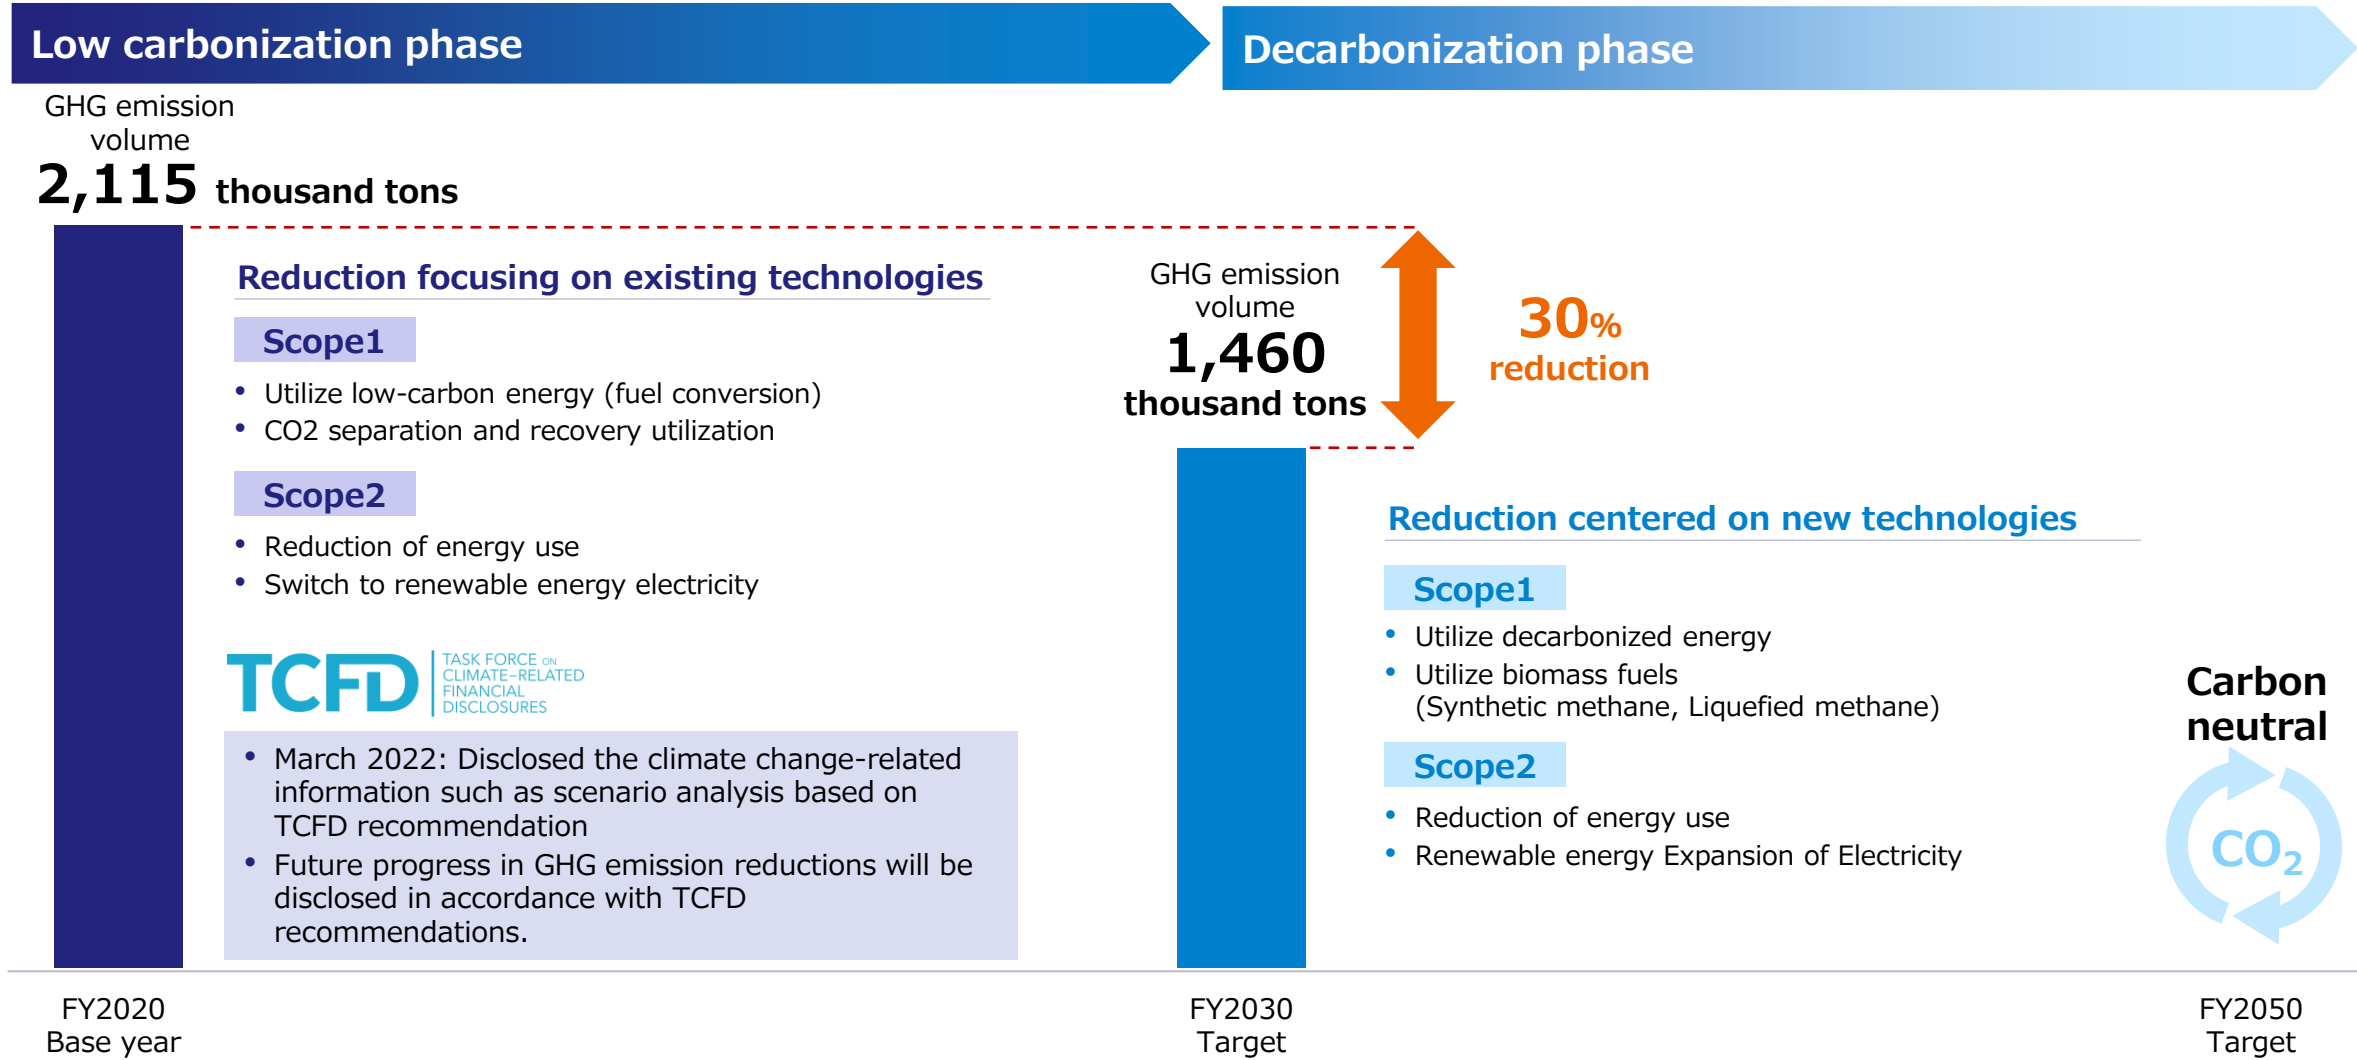 Low carbonization phase
Decarbonization phase
GHG emission
volume
2,115 thousand tons
Reduction focusing on existing technologies
Scope1
• Utilize low-carbon energy (fuel conversion)
• CO2 separation and recovery utilization
Scope2
• Reduction of energy use
• Switch to renewable energy electricity
TCFD
TASK FORCE ON
CLIMATE-RELATED
FINANCIAL
DISCLOSURES
• March 2022: Disclosed the climate change-related
information such as scenario analysis based on
TCFD recommendation
• Future progress in GHG emission reductions will be
disclosed in accordance with TCFD
recommendations.
GHG emission
volume
1,460
thousand tons
30%
reduction
Reduction centered on new technologies
Scope1
• Utilize decarbonized energy
• Utilize biomass fuels
(Synthetic methane, Liquefied methane)
Scope2
• Reduction of energy use
• Renewable energy Expansion of Electricity
Carbon
neutral
CO2
FY2020
Base year
FY2030
Target
FY2050
Target